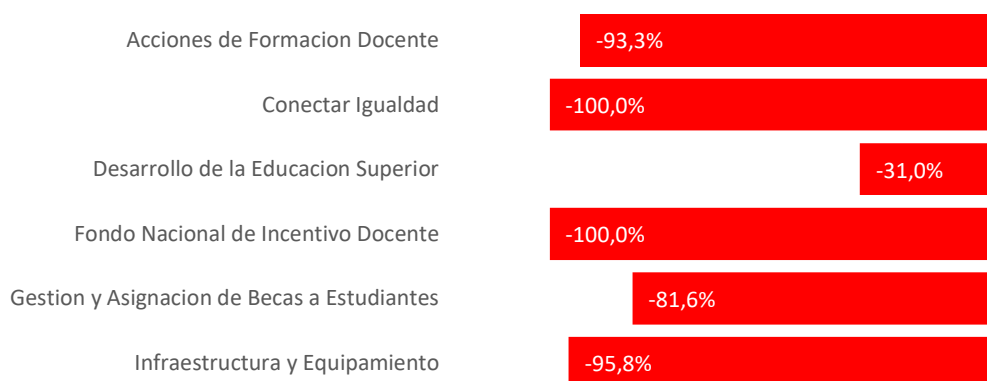 Acciones de Formacion Docente -93,3%
Conectar Igualdad -100,0%
Desarrollo de la Educacion Superior -31,0%
Fondo Nacional de Incentivo Docente -100,0%
Gestion y Asignacion de Becas a Estudiantes -81,6%
Infraestructura y Equipamiento -95,8%